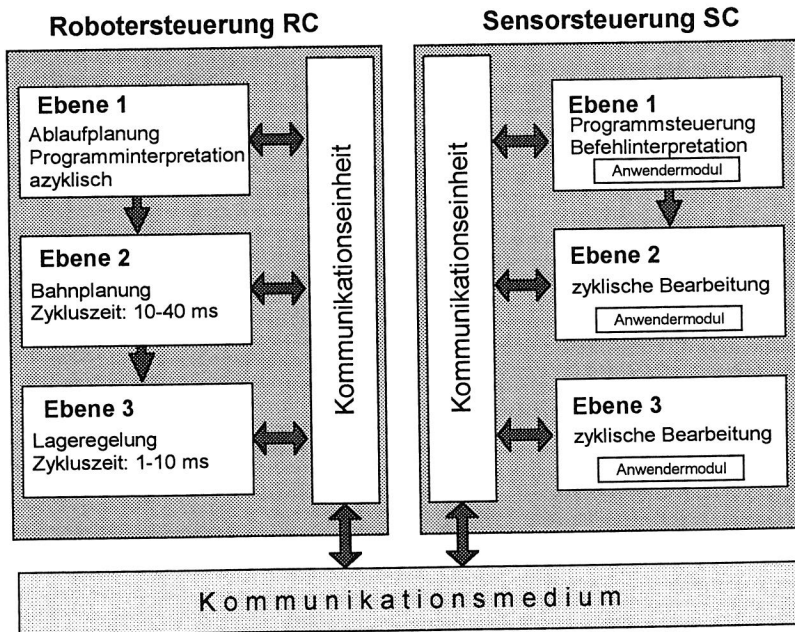 Robotersteuerung RC
Ebene 1
Ablaufplanung
Programminterpretation
azyklisch
Ebene 2
Bahnplanung
Zykluszeit: 10-40 ms
Ebene 3
Lageregelung
Zykluszeit: 1-10 ms
Kommunikationseinheit
Sensorsteuerung SC
Kommunikationseinheit
Ebene 1
Programmsteuerung
Befehlinterpretation
Anwendermodul
Ebene 2
zyklische Bearbeitung
Anwendermodul
Ebene 3
zyklische Bearbeitung
Anwendermodul
Kommunikationsmedium